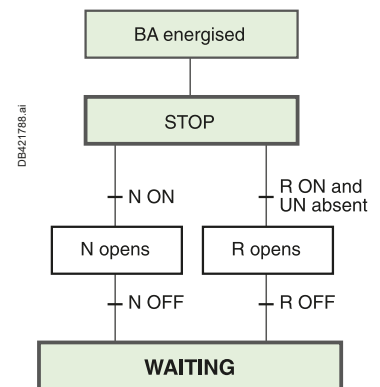 BA energised
DB421788.ai
STOP
N ON
R ON and
UN absent
N opens
R opens
N OFF
R OFF
WAITING